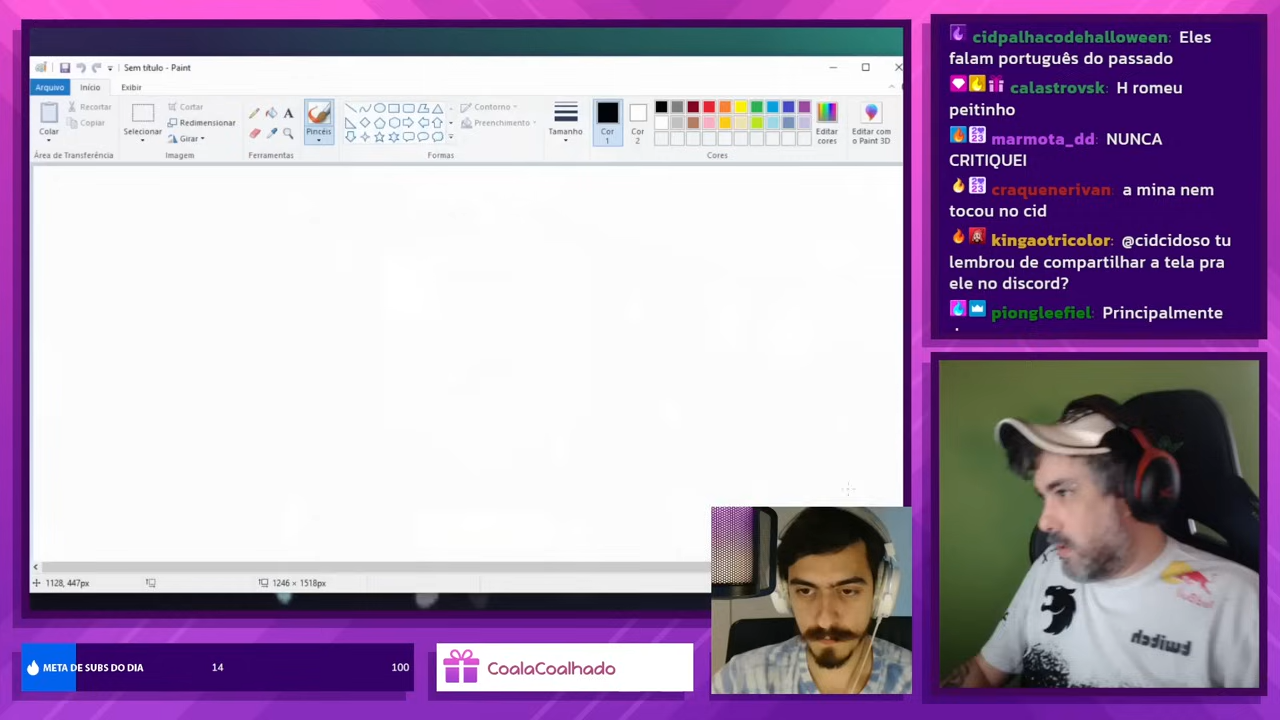 Sem título - Paint
Arquivo
Início
Exibir
Colar
Recortar
Copiar
Área de Transferência
Selecionar
Cortar
Redimensionar
Girar
Imagem
A
Ferramentas
Pincéis
Formas
Contorno
Preenchimento
Tamanho
Cor
1
Cor
2
Editar
cores
Cores
Editar com
o Paint 3D
1128, 447px
1246 × 1518px
META DE SUBS DO DIA
14
100
CoalaCoalhado
cidpalhacodehalloween: Eles
falam português do passado
calastrovsk: H romeu
peitinho
marmota_dd: NUNCA
CRITIQUEI
craquenerivan: a mina nem
tocou no cid
kingaotricolor: @cidcidoso tu
lembrou de compartilhar a tela pra
ele no discord?
piongleefiel: Principalmente
RedBull
twitch